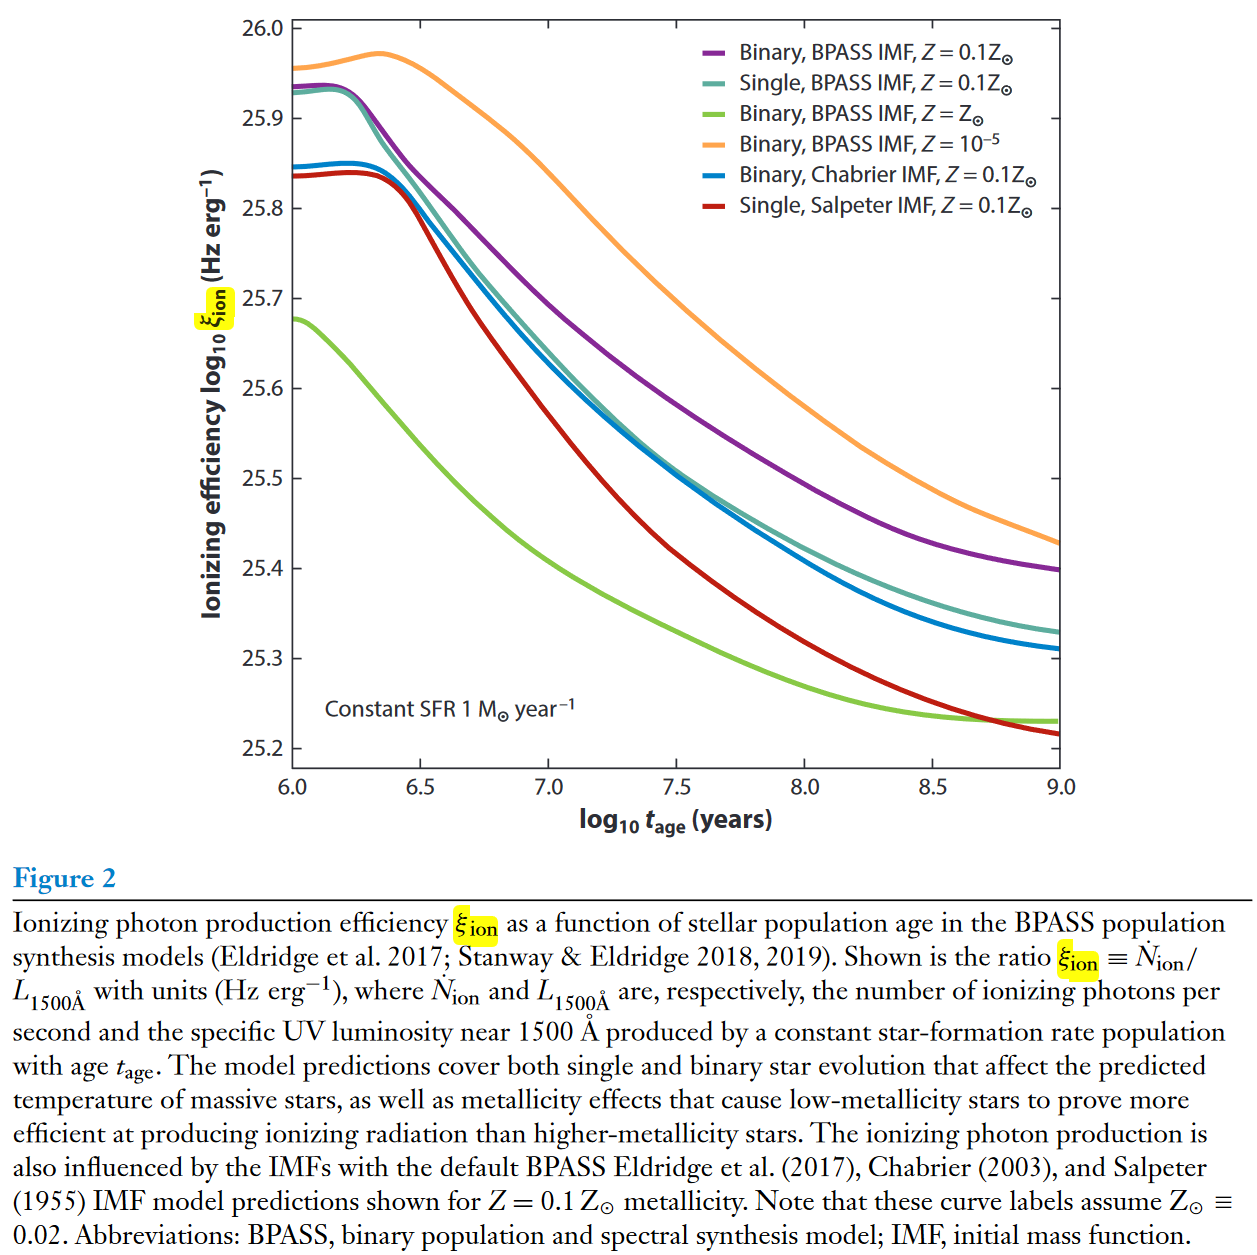 26.0
25.9
25.8
25.7
25.6
25.5
25.4
25.3
25.2
Ionizing efficiency log₁₀ ξion (Hz erg⁻¹)
Binary, BPASS IMF, Z = 0.1Z⊙
Single, BPASS IMF, Z = 0.1Z⊙
Binary, BPASS IMF, Z = Z⊙
Binary, BPASS IMF, Z = 10⁻⁵
Binary, Chabrier IMF, Z = 0.1Z⊙
Single, Salpeter IMF, Z = 0.1Z⊙
Constant SFR 1 M⊙ year⁻¹
6.0 6.5 7.0 7.5 8.0 8.5 9.0
log₁₀ tage (years)
Figure 2
Ionizing photon production efficiency ξion as a function of stellar population age in the BPASS population
synthesis models (Eldridge et al. 2017; Stanway & Eldridge 2018, 2019). Shown is the ratio ξion ≡ Ṅion/
L1500Å with units (Hz erg⁻¹), where Ṅion and L1500Å are, respectively, the number of ionizing photons per
second and the specific UV luminosity near 1500 Å produced by a constant star-formation rate population
with age tage. The model predictions cover both single and binary star evolution that affect the predicted
temperature of massive stars, as well as metallicity effects that cause low-metallicity stars to prove more
efficient at producing ionizing radiation than higher-metallicity stars. The ionizing photon production is
also influenced by the IMFs with the default BPASS Eldridge et al. (2017), Chabrier (2003), and Salpeter
(1955) IMF model predictions shown for Z = 0.1 Z⊙ metallicity. Note that these curve labels assume Z⊙ ≡
0.02. Abbreviations: BPASS, binary population and spectral synthesis model; IMF, initial mass function.